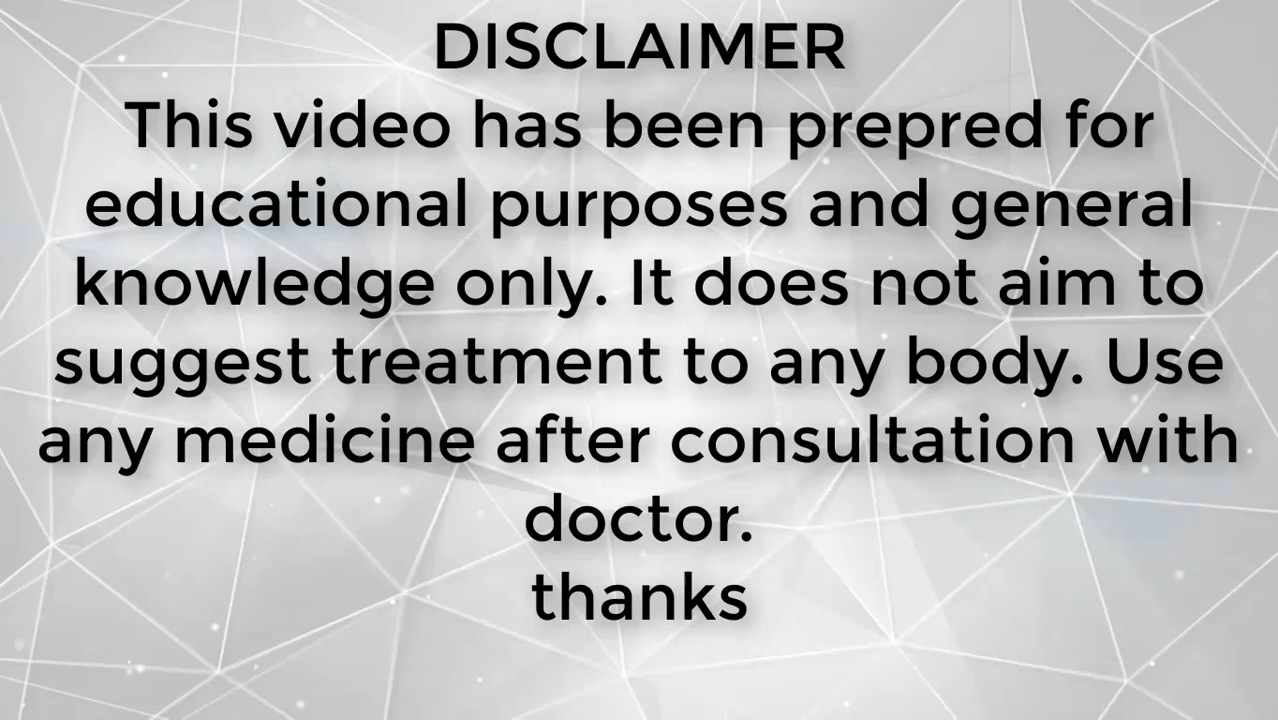 DISCLAIMER
This video has been prepred for
educational purposes and general
knowledge only. It does not aim to
suggest treatment to any body. Use
any medicine after consultation with
doctor.
thanks